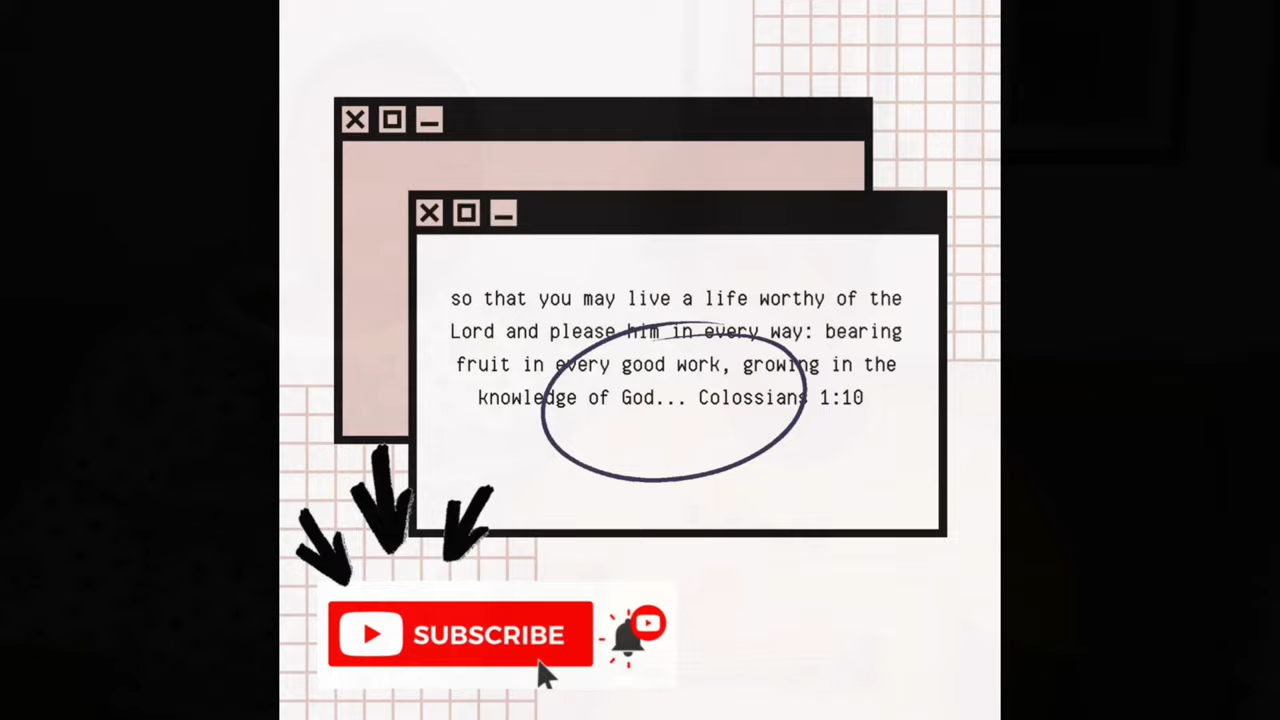 so that you may live a life worthy of the
Lord and please him in every way: bearing
fruit in every good work, growing in the
knowledge of God... Colossians 1:10
SUBSCRIBE